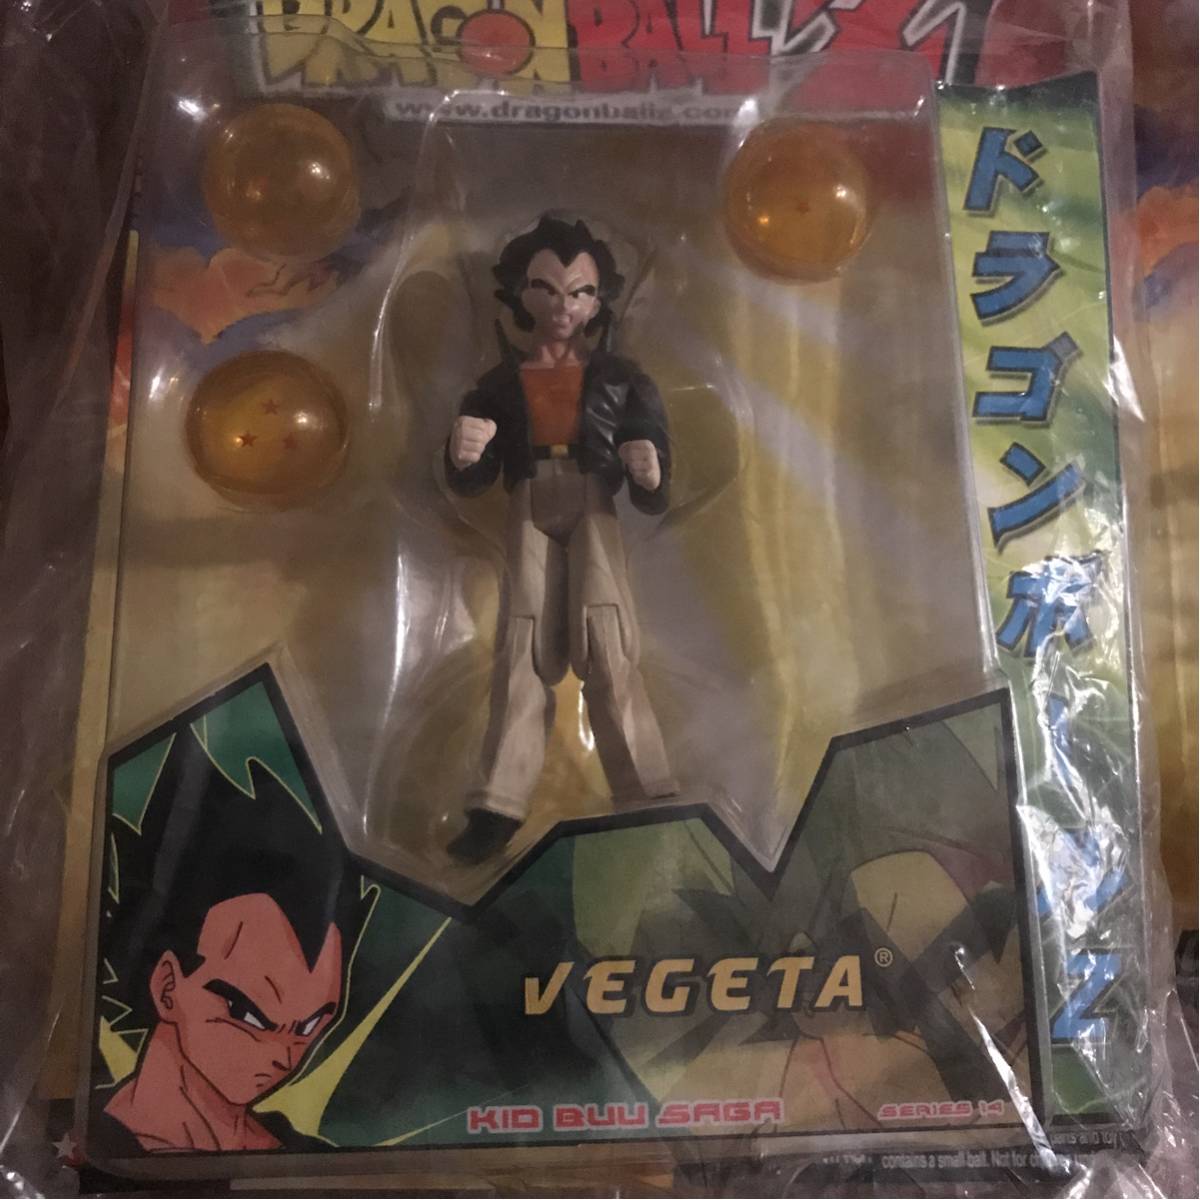 DRAGON BALL Z
www.dragonballz.com
ドラゴンボールZ
VEGETA®
KID BUU SAGA
SERIES 14
contains a small ball. Not for